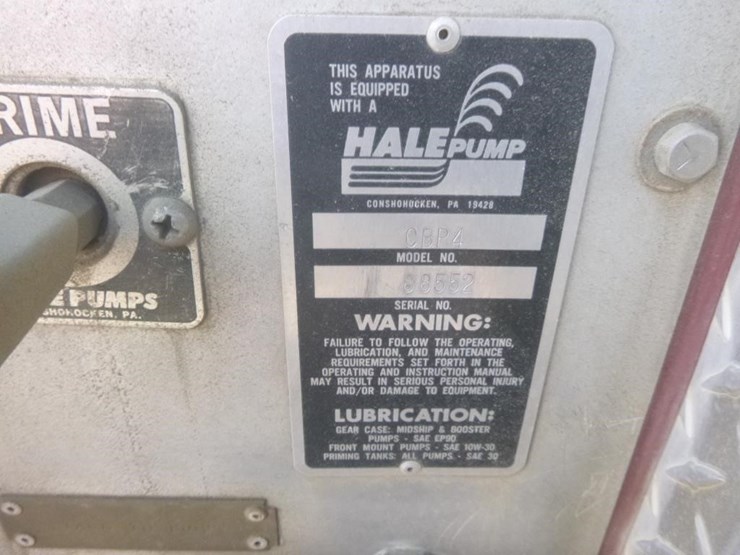 RIME
E PUMPS
SHOHOCKEN, PA.
THIS APPARATUS
IS EQUIPPED
WITH A
HALE PUMP
CONSHOHOCKEN, PA 19428
CBP4
MODEL NO.
SERIAL NO.
WARNING:
FAILURE TO FOLLOW THE OPERATING,
LUBRICATION, AND MAINTENANCE
REQUIREMENTS SET FORTH IN THE
OPERATING AND INSTRUCTION MANUAL
MAY RESULT IN SERIOUS PERSONAL INJURY
AND/OR DAMAGE TO EQUIPMENT.
LUBRICATION:
GEAR CASE: MIDSHIP & BOOSTER
PUMPS - SAE EP90
FRONT MOUNT PUMPS - SAE 10W-30
PRIMING TANKS: ALL PUMPS - SAE 30